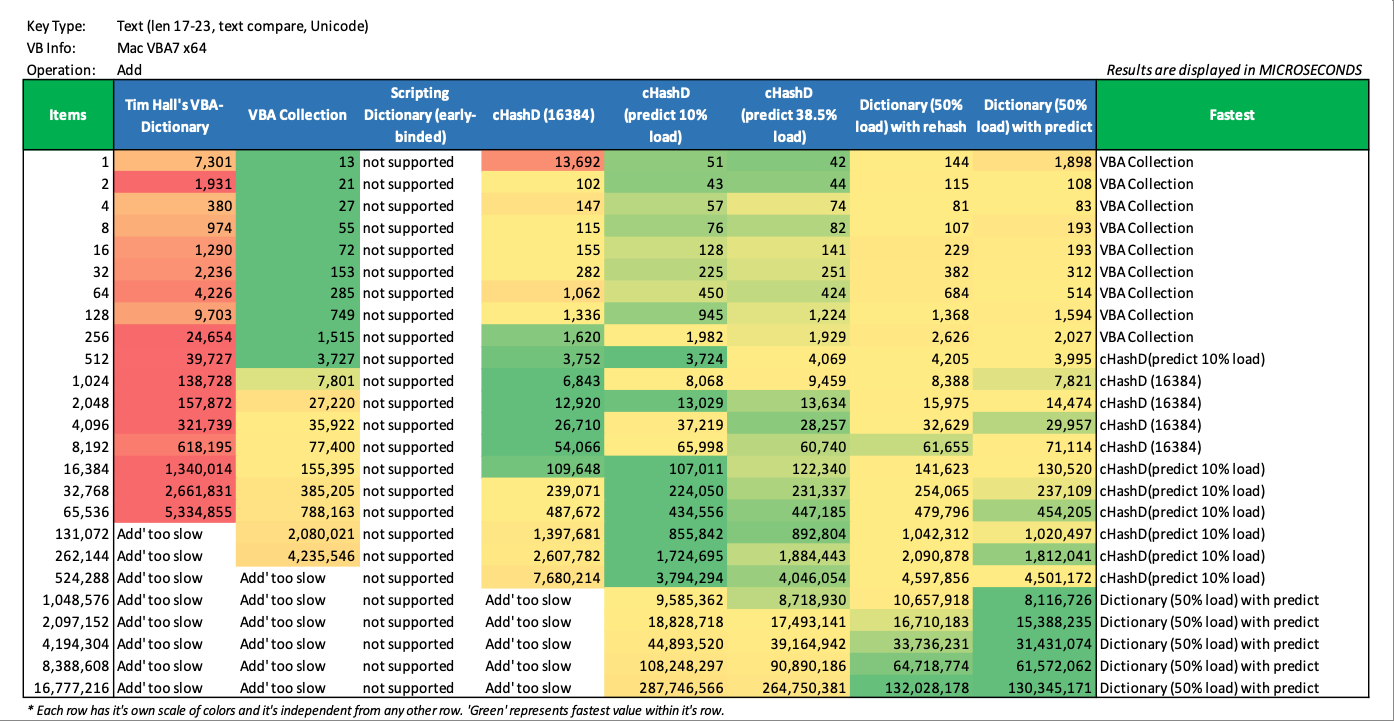 Key Type: Text (len 17-23, text compare, Unicode)
VB Info: Mac VBA7 x64
Operation: Add
Results are displayed in MICROSECONDS
Items Tim Hall's VBA-Dictionary VBA Collection Scripting Dictionary (early-binded) cHashD (16384) cHashD (predict 10% load) cHashD (predict 38.5% load) Dictionary (50% load) with rehash Dictionary (50% load) with predict Fastest
1 7,301 13 not supported 13,692 51 42 144 1,898 VBA Collection
2 1,931 21 not supported 102 43 44 115 108 VBA Collection
4 380 27 not supported 147 57 74 81 83 VBA Collection
8 974 55 not supported 115 76 82 107 193 VBA Collection
16 1,290 72 not supported 155 128 141 229 193 VBA Collection
32 2,236 153 not supported 282 225 251 382 312 VBA Collection
64 4,226 285 not supported 1,062 450 424 684 514 VBA Collection
128 9,703 749 not supported 1,336 945 1,224 1,368 1,594 VBA Collection
256 24,654 1,515 not supported 1,620 1,982 1,929 2,626 2,027 VBA Collection
512 39,727 3,727 not supported 3,752 3,724 4,069 4,205 3,995 cHashD(predict 10% load)
1,024 138,728 7,801 not supported 6,843 8,068 9,459 8,388 7,821 cHashD (16384)
2,048 157,872 27,220 not supported 12,920 13,029 13,634 15,975 14,474 cHashD (16384)
4,096 321,739 35,922 not supported 26,710 37,219 28,257 32,629 29,957 cHashD (16384)
8,192 618,195 77,400 not supported 54,066 65,998 60,740 61,655 71,114 cHashD (16384)
16,384 1,340,014 155,395 not supported 109,648 107,011 122,340 141,623 130,520 cHashD(predict 10% load)
32,768 2,661,831 385,205 not supported 239,071 224,050 231,337 254,065 237,109 cHashD(predict 10% load)
65,536 5,334,855 788,163 not supported 487,672 434,556 447,185 479,796 454,205 cHashD(predict 10% load)
131,072 Add' too slow 2,080,021 not supported 1,397,681 855,842 892,804 1,042,312 1,020,497 cHashD(predict 10% load)
262,144 Add' too slow 4,235,546 not supported 2,607,782 1,724,695 1,884,443 2,090,878 1,812,041 cHashD(predict 10% load)
524,288 Add' too slow Add' too slow not supported 7,680,214 3,794,294 4,046,054 4,597,856 4,501,172 cHashD(predict 10% load)
1,048,576 Add' too slow Add' too slow not supported Add' too slow 9,585,362 8,718,930 10,657,918 8,116,726 Dictionary (50% load) with predict
2,097,152 Add' too slow Add' too slow not supported Add' too slow 18,828,718 17,493,141 16,710,183 15,388,235 Dictionary (50% load) with predict
4,194,304 Add' too slow Add' too slow not supported Add' too slow 44,893,520 39,164,942 33,736,231 31,431,074 Dictionary (50% load) with predict
8,388,608 Add' too slow Add' too slow not supported Add' too slow 108,248,297 90,890,186 64,718,774 61,572,062 Dictionary (50% load) with predict
16,777,216 Add' too slow Add' too slow not supported Add' too slow 287,746,566 264,750,381 132,028,178 130,345,171 Dictionary (50% load) with predict
* Each row has it's own scale of colors and it's independent from any other row. 'Green' represents fastest value within it's row.